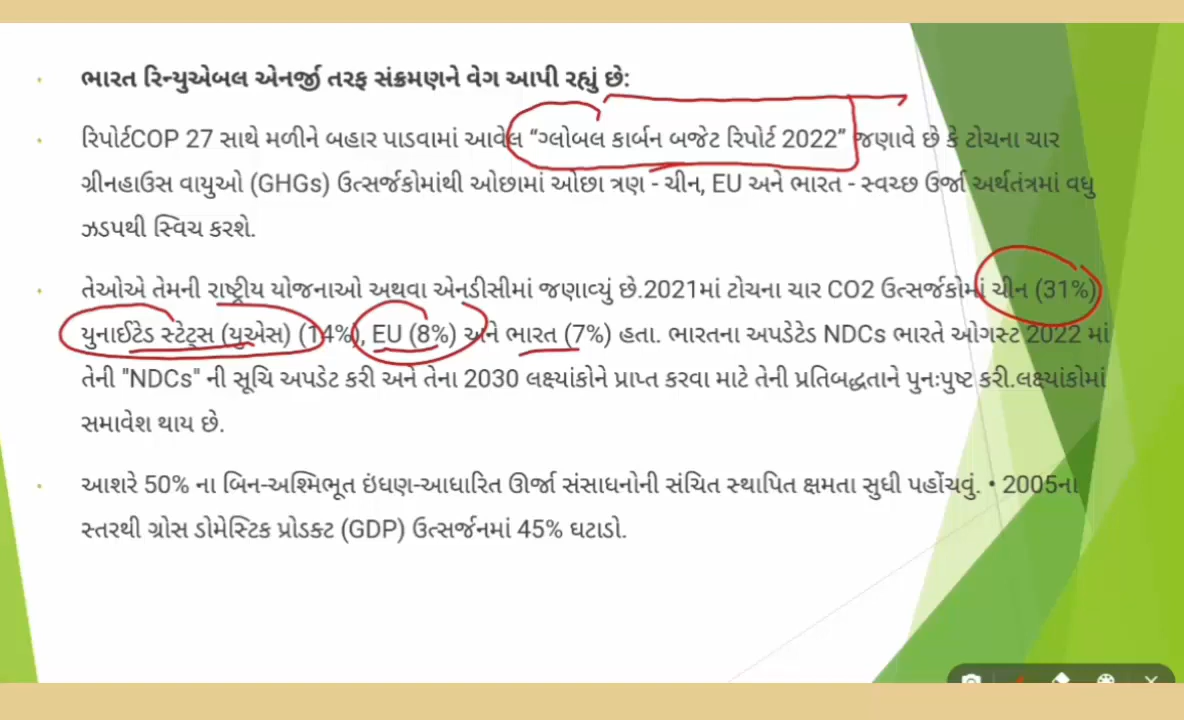 ભારત રિન્યુએબલ એનર્જી તરફ સંક્રમણને વેગ આપી રહ્યું છે:
રિપોર્ટCOP 27 સાથે મળીને બહાર પાડવામાં આવેલ “ગ્લોબલ કાર્બન બજેટ રિપોર્ટ 2022” જણાવે છે કે ટોચના ચાર
ગ્રીનહાઉસ વાયુઓ (GHGs) ઉત્સર્જકોમાંથી ઓછામાં ઓછા ત્રણ - ચીન, EU અને ભારત - સ્વચ્છ ઉર્જા અર્થતંત્રમાં વધુ
ઝડપથી સ્વિચ કરશે.
તેઓએ તેમની રાષ્ટ્રીય યોજનાઓ અથવા એનડીસીમાં જણાવ્યું છે.2021માં ટોચના ચાર CO2 ઉત્સર્જકોમાં ચીન (31%)
યુનાઈટેડ સ્ટેટ્સ (યુએસ) (14%), EU (8%) અને ભારત (7%) હતા. ભારતના અપડેટેડ NDCs ભારતે ઓગસ્ટ 2022 માં
તેની "NDCs" ની સૂચિ અપડેટ કરી અને તેના 2030 લક્ષ્યાંકોને પ્રાપ્ત કરવા માટે તેની પ્રતિબદ્ધતાને પુનઃપુષ્ટ કરી.લક્ષ્યાંકોમાં
સમાવેશ થાય છે.
આશરે 50% ના બિન-અશ્મિભૂત ઇંધણ-આધારિત ઊર્જા સંસાધનોની સંચિત સ્થાપિત ક્ષમતા સુધી પહોંચવું. • 2005ના
સ્તરથી ગ્રોસ ડોમેસ્ટિક પ્રોડક્ટ (GDP) ઉત્સર્જનમાં 45% ઘટાડો.